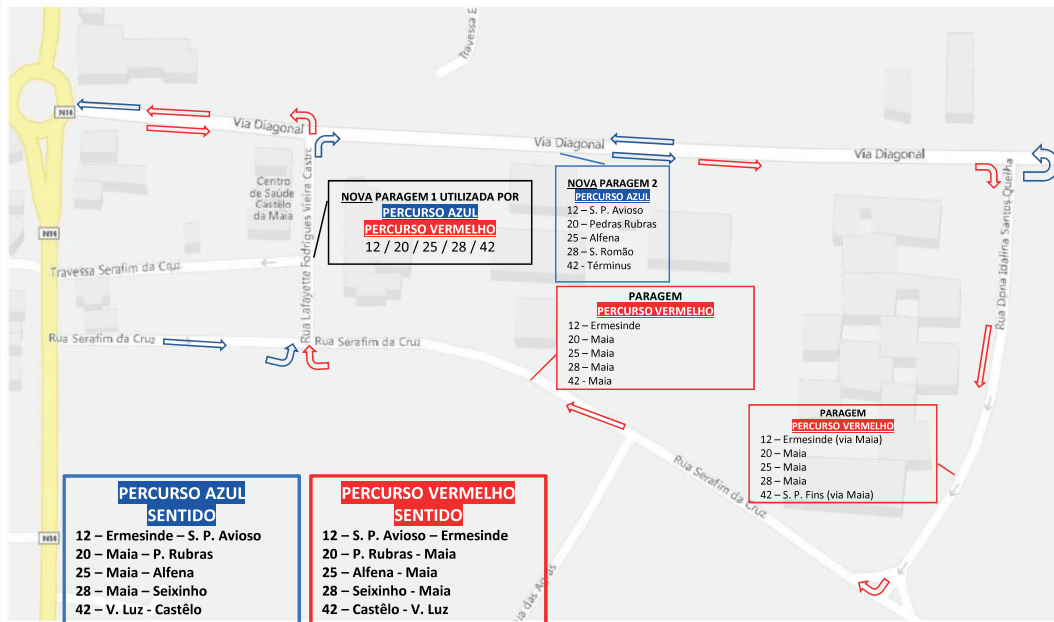 Travessa E
N14
Via Diagonal
Via Diagonal
Via Diagonal
Centro
de Saúde
Castêlo
da Maia
NOVA PARAGEM 1 UTILIZADA POR
PERCURSO AZUL
PERCURSO VERMELHO
12 / 20 / 25 / 28 / 42
NOVA PARAGEM 2
PERCURSO AZUL
12 – S. P. Avioso
20 – Pedras Rubras
25 – Alfena
28 – S. Romão
42 - Términus
Rua Lafayette Fodrigues Vieira Castro
Rua Dona Idalina Santos Quelha
N14
Travessa Serafim da Cruz
PARAGEM
PERCURSO VERMELHO
12 – Ermesinde
20 – Maia
25 – Maia
28 – Maia
42 - Maia
Rua Serafim da Cruz
Rua Serafim da Cruz
PARAGEM
PERCURSO VERMELHO
12 – Ermesinde (via Maia)
20 – Maia
25 – Maia
28 – Maia
42 – S. P. Fins (via Maia)
Rua Serafim da Cruz
N14
PERCURSO AZUL
SENTIDO
12 – Ermesinde – S. P. Avioso
20 – Maia – P. Rubras
25 – Maia – Alfena
28 – Maia – Seixinho
42 – V. Luz - Castêlo
PERCURSO VERMELHO
SENTIDO
12 – S. P. Avioso – Ermesinde
20 – P. Rubras - Maia
25 – Alfena - Maia
28 – Seixinho - Maia
42 – Castêlo - V. Luz
ua das Agras